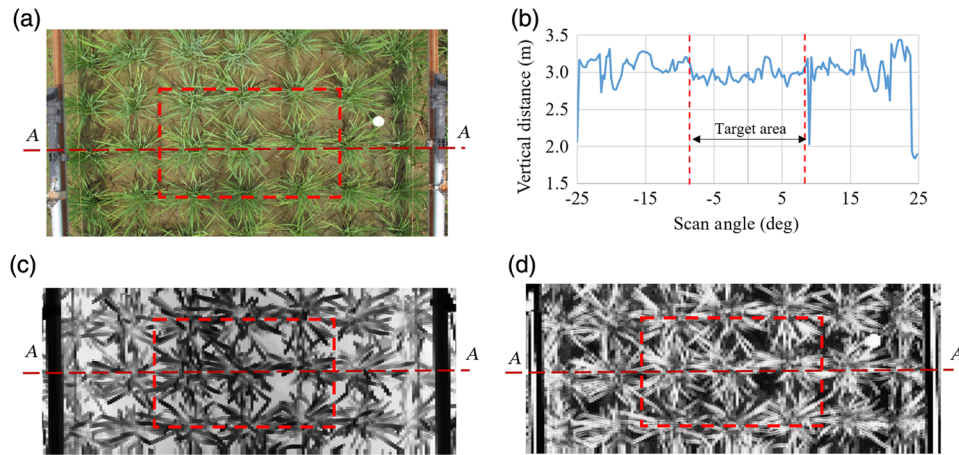 (a)
A
A
(b)
Vertical distance (m)
3.5
3.0
2.5
2.0
1.5
Target area
-25
-15
-5
5
15
25
Scan angle (deg)
(c)
A
A
(d)
A
A